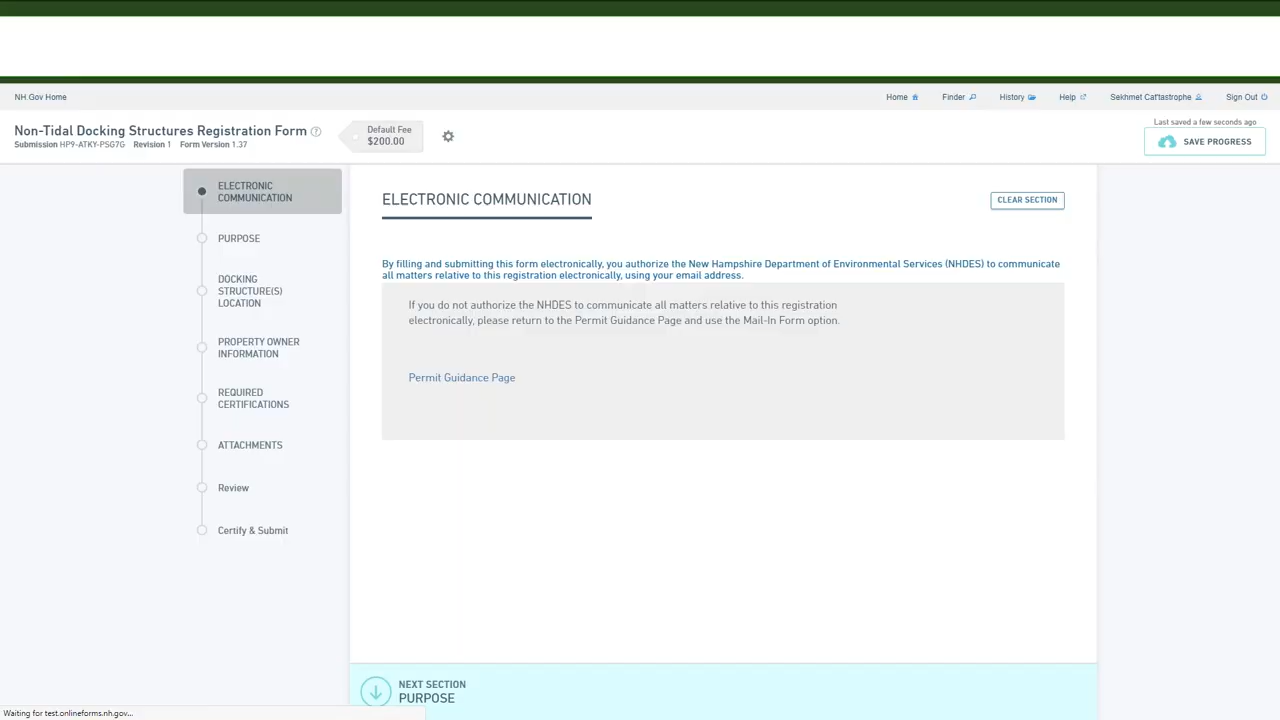 NH.Gov Home
Home
Finder
History
Help
Sekhmet Cat'tastrophe
Sign Out
Non-Tidal Docking Structures Registration Form ?
Submission HP9-ATKY-PSG7G Revision 1 Form Version 1.37
Default Fee
$200.00
Last saved a few seconds ago
SAVE PROGRESS
ELECTRONIC
COMMUNICATION
PURPOSE
DOCKING
STRUCTURE(S)
LOCATION
PROPERTY OWNER
INFORMATION
REQUIRED
CERTIFICATIONS
ATTACHMENTS
Review
Certify & Submit
ELECTRONIC COMMUNICATION
CLEAR SECTION
By filling and submitting this form electronically, you authorize the New Hampshire Department of Environmental Services (NHDES) to communicate
all matters relative to this registration electronically, using your email address.
If you do not authorize the NHDES to communicate all matters relative to this registration
electronically, please return to the Permit Guidance Page and use the Mail-In Form option.
Permit Guidance Page
NEXT SECTION
PURPOSE
Waiting for test.onlineforms.nh.gov...